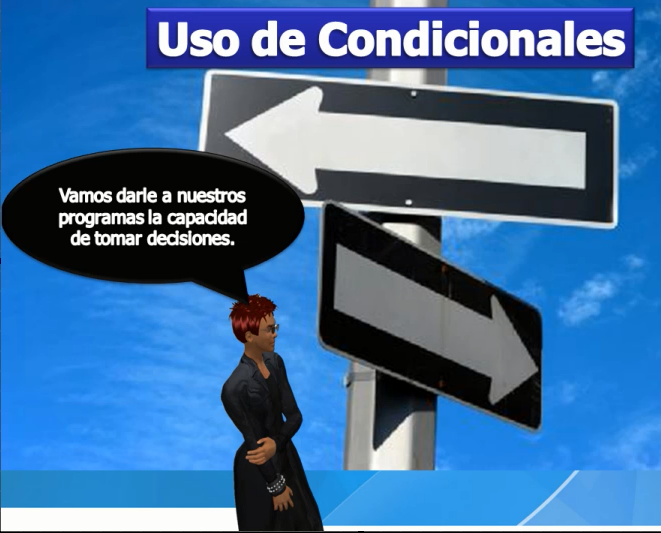 Uso de Condicionales
Vamos darle a nuestros
programas la capacidad
de tomar decisiones.